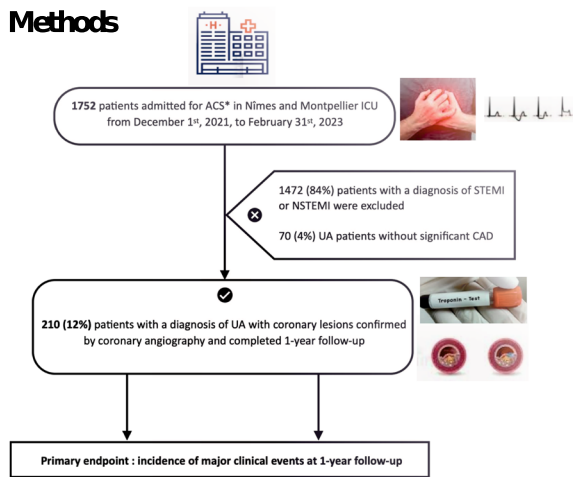 Methods
·H·
1752 patients admitted for ACS* in Nîmes and Montpellier ICU
from December 1st, 2021, to February 31st, 2023
1472 (84%) patients with a diagnosis of STEMI
or NSTEMI were excluded
70 (4%) UA patients without significant CAD
Troponin - Test
210 (12%) patients with a diagnosis of UA with coronary lesions confirmed
by coronary angiography and completed 1-year follow-up
Primary endpoint : incidence of major clinical events at 1-year follow-up